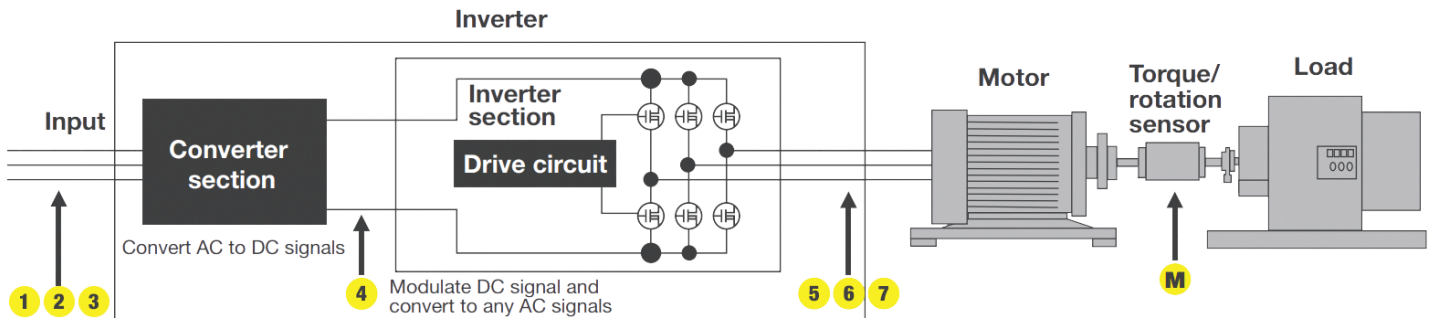 Inverter
Input
Converter
section
Convert AC to DC signals
Inverter
section
Drive circuit
Modulate DC signal and
convert to any AC signals
Motor
Torque/
rotation
sensor
Load
1 2 3
4
5 6 7
M